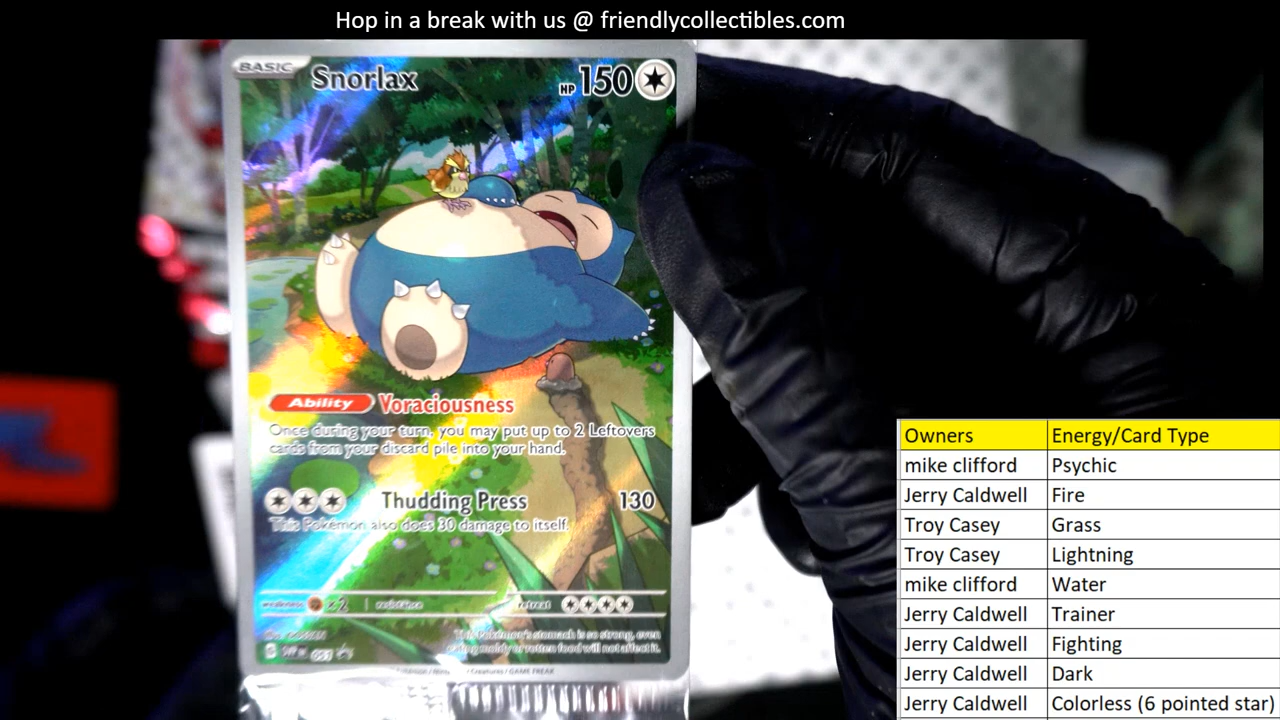 Hop in a break with us @ friendlycollectibles.com
BASIC Snorlax HP 150
Ability Voraciousness
Once during your turn, you may put up to 2 Leftovers
cards from your discard pile into your hand.
Thudding Press 130
This Pokémon also does 30 damage to itself.
weakness ×2 resistance retreat
This Pokémon's stomach is so strong, even
eating moldy or rotten food will not affect it.
051
Owners Energy/Card Type
mike clifford Psychic
Jerry Caldwell Fire
Troy Casey Grass
Troy Casey Lightning
mike clifford Water
Jerry Caldwell Trainer
Jerry Caldwell Fighting
Jerry Caldwell Dark
Jerry Caldwell Colorless (6 pointed star)